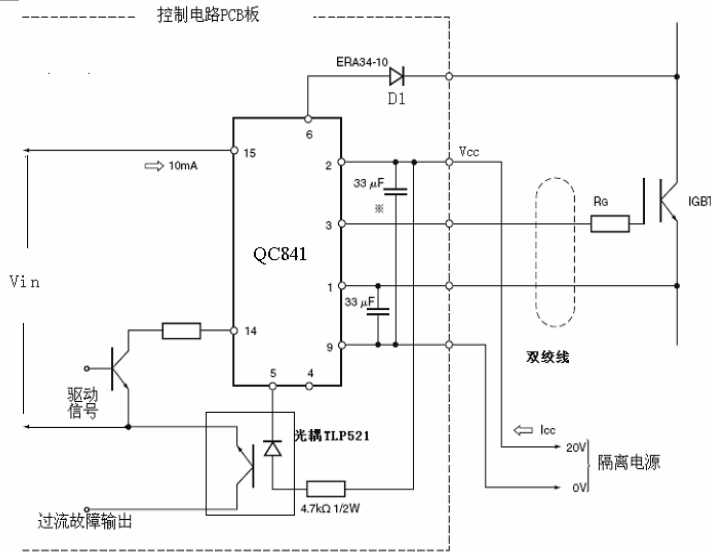 控制电路PCB板
ERA34-10
D1
6
15
10mA
2
Vcc
33 μF
※
3
RG
IGBT
QC841
Vin
1
33 μF
14
9
双绞线
驱动
信号
5
4
光耦TLP521
Icc
20V
隔离电源
0V
4.7kΩ 1/2W
过流故障输出